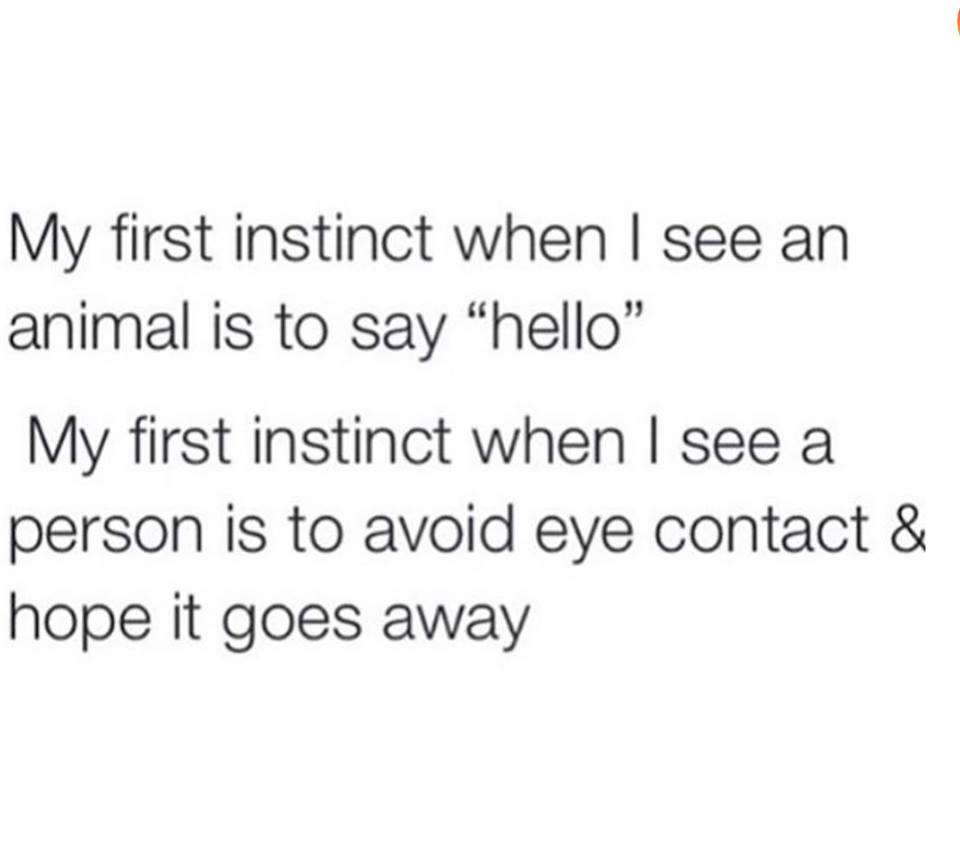 My first instinct when I see an
animal is to say “hello”
My first instinct when I see a
person is to avoid eye contact &
hope it goes away